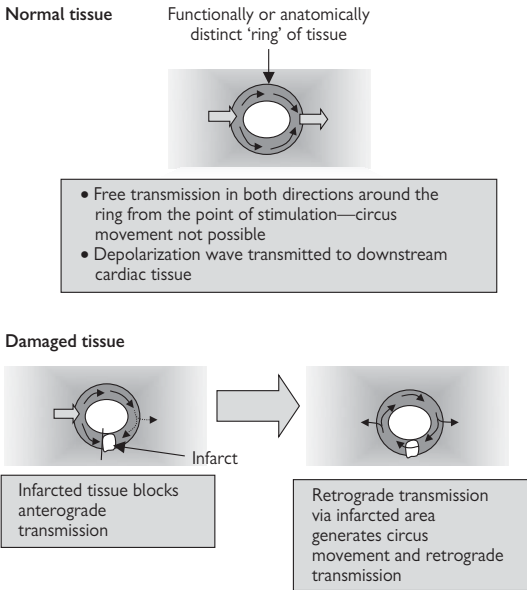 Normal tissue
Functionally or anatomically
distinct ‘ring’ of tissue
• Free transmission in both directions around the
ring from the point of stimulation—circus
movement not possible
• Depolarization wave transmitted to downstream
cardiac tissue
Damaged tissue
Infarct
Infarcted tissue blocks
anterograde
transmission
Retrograde transmission
via infarcted area
generates circus
movement and retrograde
transmission